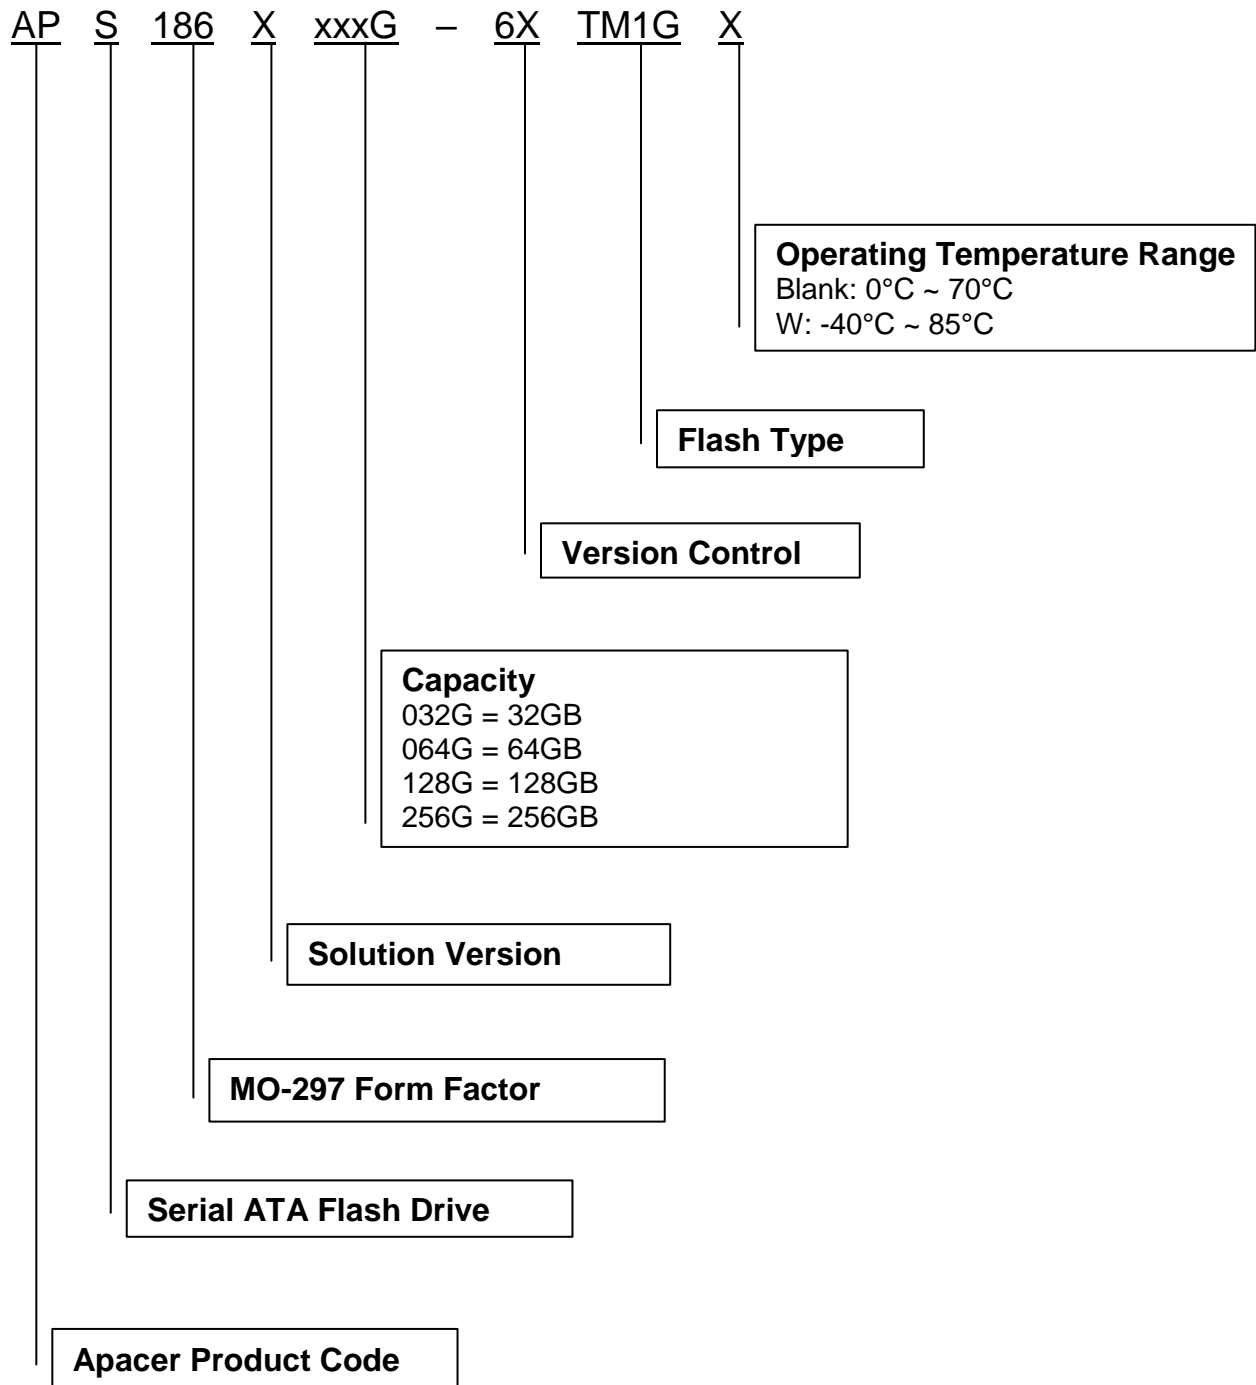 AP S 186 X xxxG – 6X TM1G X
Operating Temperature Range
Blank: 0°C ~ 70°C
W: -40°C ~ 85°C
Flash Type
Version Control
Capacity
032G = 32GB
064G = 64GB
128G = 128GB
256G = 256GB
Solution Version
MO-297 Form Factor
Serial ATA Flash Drive
Apacer Product Code